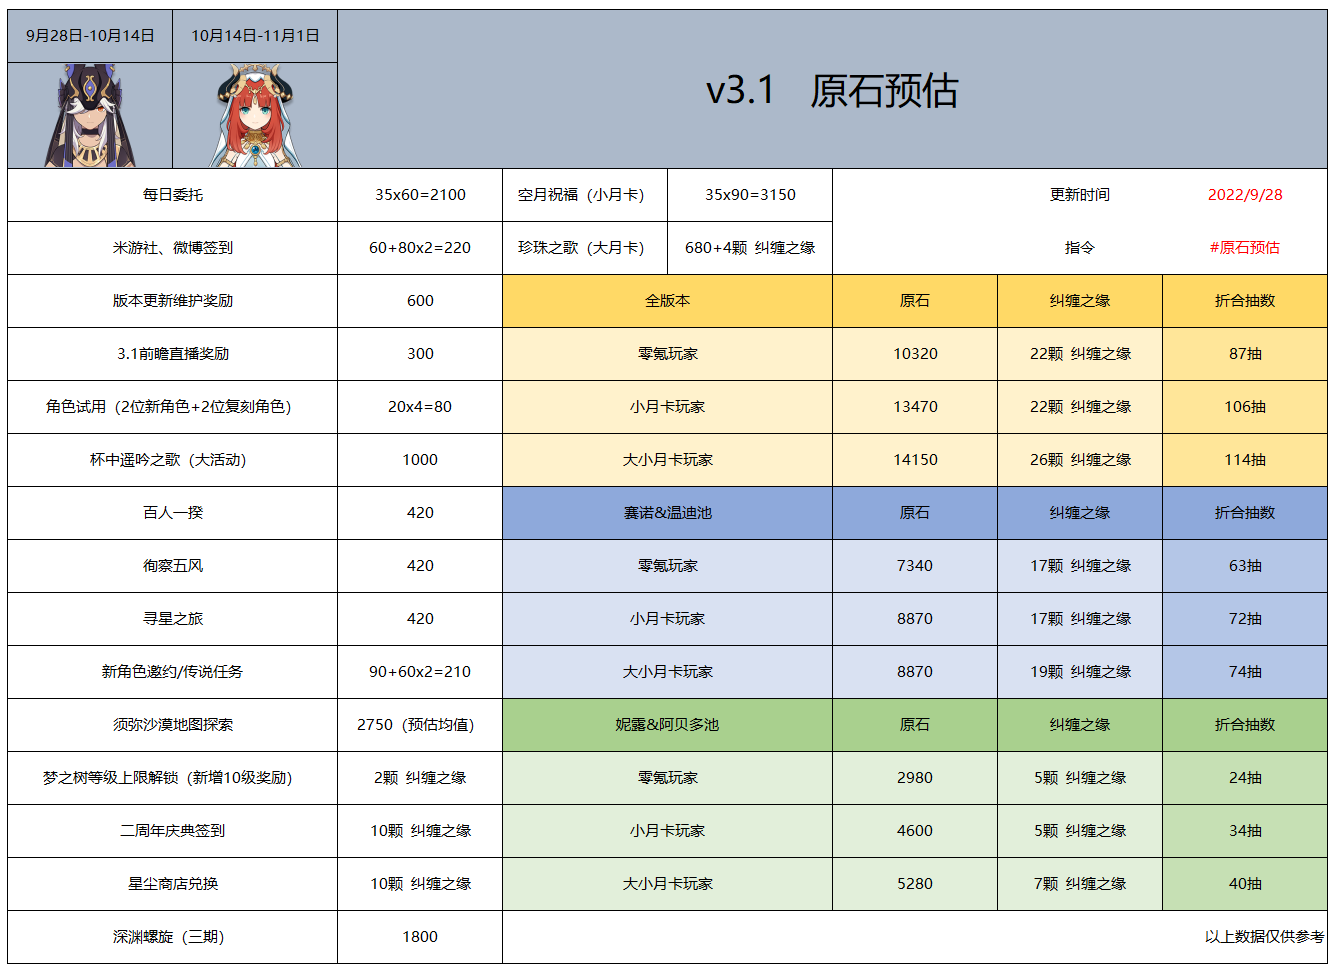 9月28日-10月14日 10月14日-11月1日
v3.1 原石预估
每日委托 35x60=2100 空月祝福（小月卡） 35x90=3150 更新时间 2022/9/28
米游社、微博签到 60+80x2=220 珍珠之歌（大月卡） 680+4颗 纠缠之缘 指令 #原石预估
版本更新维护奖励 600 全版本 原石 纠缠之缘 折合抽数
3.1前瞻直播奖励 300 零氪玩家 10320 22颗 纠缠之缘 87抽
角色试用（2位新角色+2位复刻角色） 20x4=80 小月卡玩家 13470 22颗 纠缠之缘 106抽
杯中遥吟之歌（大活动） 1000 大小月卡玩家 14150 26颗 纠缠之缘 114抽
百人一揆 420 赛诺&温迪池 原石 纠缠之缘 折合抽数
徇察五风 420 零氪玩家 7340 17颗 纠缠之缘 63抽
寻星之旅 420 小月卡玩家 8870 17颗 纠缠之缘 72抽
新角色邀约/传说任务 90+60x2=210 大小月卡玩家 8870 19颗 纠缠之缘 74抽
须弥沙漠地图探索 2750（预估均值） 妮露&阿贝多池 原石 纠缠之缘 折合抽数
梦之树等级上限解锁（新增10级奖励） 2颗 纠缠之缘 零氪玩家 2980 5颗 纠缠之缘 24抽
二周年庆典签到 10颗 纠缠之缘 小月卡玩家 4600 5颗 纠缠之缘 34抽
星尘商店兑换 10颗 纠缠之缘 大小月卡玩家 5280 7颗 纠缠之缘 40抽
深渊螺旋（三期） 1800 以上数据仅供参考